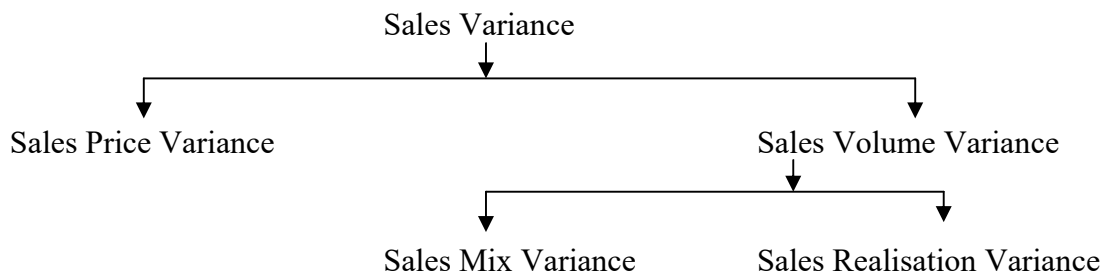 Sales Variance
Sales Price Variance
Sales Volume Variance
Sales Mix Variance
Sales Realisation Variance